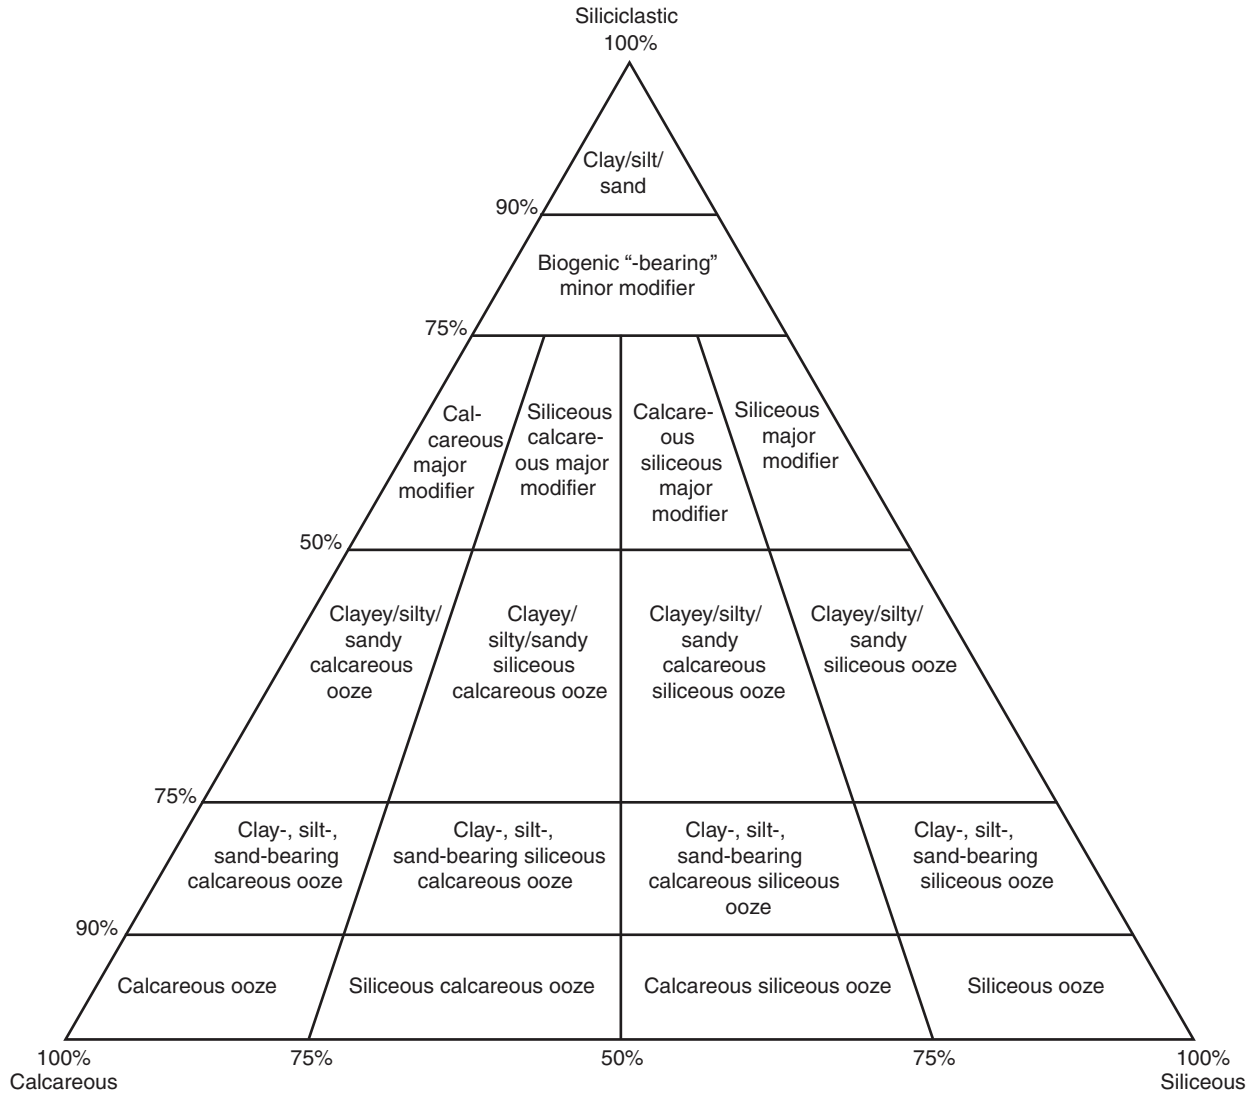 Siliciclastic
100%
Clay/silt/
sand
90%
Biogenic “-bearing”
minor modifier
75%
Cal-
careous
major
modifier
Siliceous
calcare-
ous major
modifier
Calcare-
ous
siliceous
major
modifier
Siliceous
major
modifier
50%
Clayey/silty/
sandy
calcareous
ooze
Clayey/
silty/sandy
siliceous
calcareous ooze
Clayey/silty/
sandy
calcareous
siliceous ooze
Clayey/silty/
sandy
siliceous ooze
75%
Clay-, silt-,
sand-bearing
calcareous ooze
Clay-, silt-,
sand-bearing siliceous
calcareous ooze
Clay-, silt-,
sand-bearing
calcareous siliceous
ooze
Clay-, silt-,
sand-bearing
siliceous ooze
90%
Calcareous ooze
Siliceous calcareous ooze
Calcareous siliceous ooze
Siliceous ooze
100%
Calcareous
75%
50%
75%
100%
Siliceous